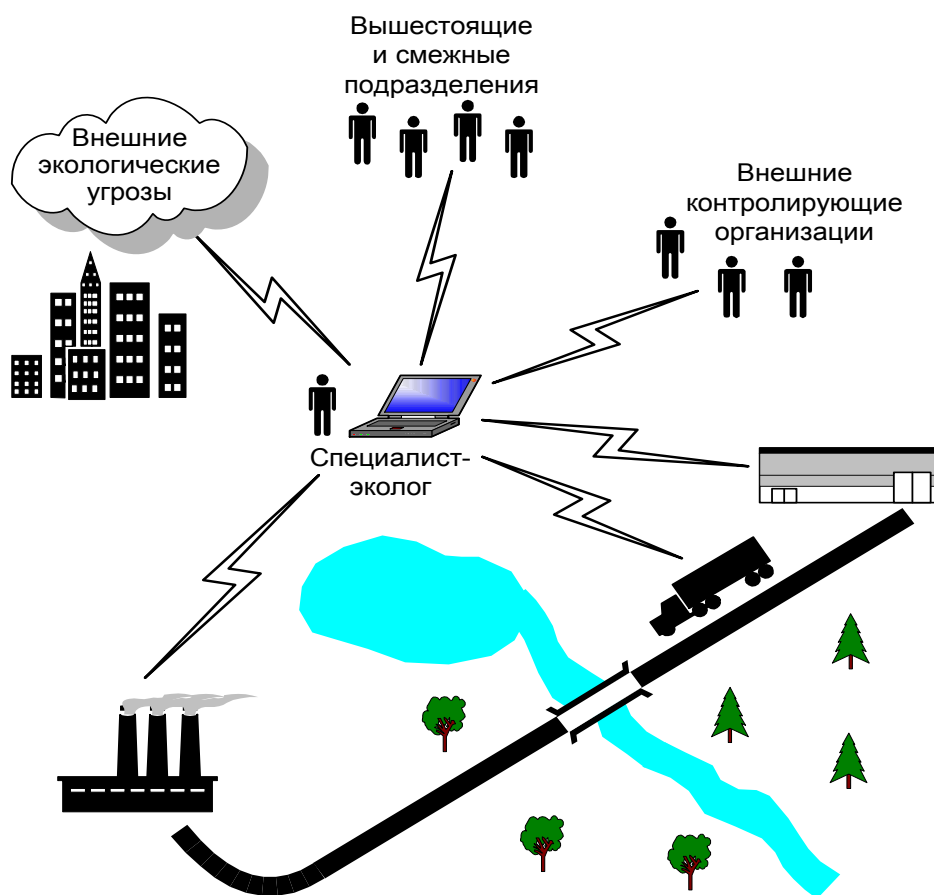 Вышестоящие
и смежные
подразделения
Внешние
экологические
угрозы
Внешние
контролирующие
организации
Специалист-
эколог